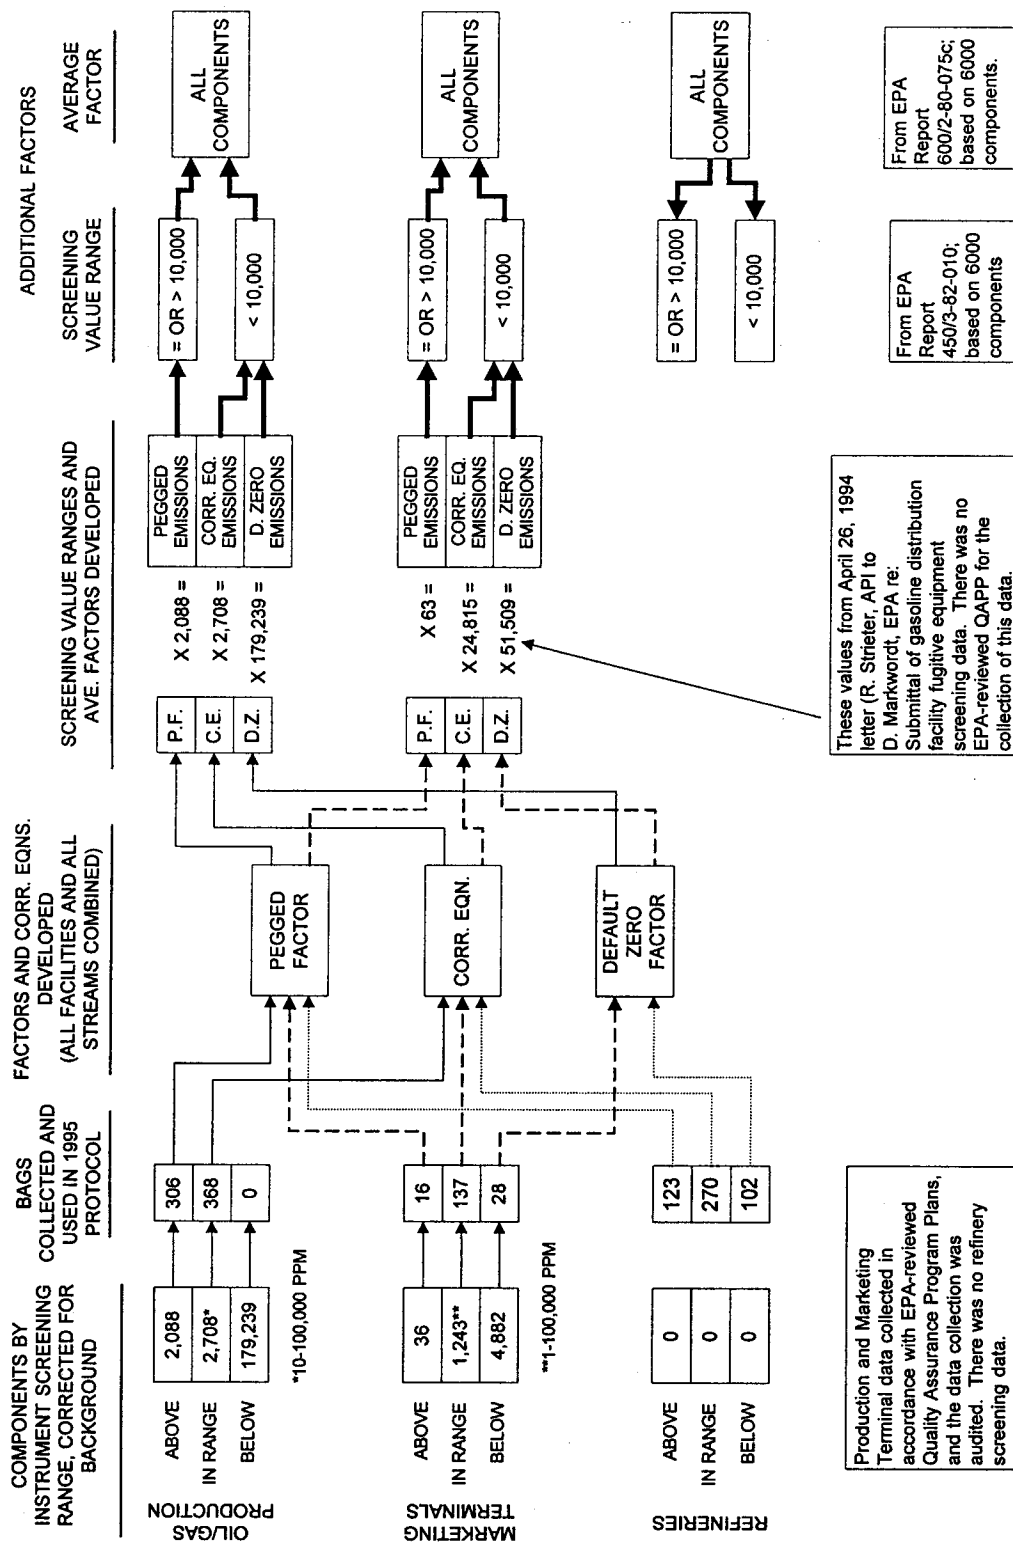 COMPONENTS BY
INSTRUMENT SCREENING
RANGE, CORRECTED FOR
BACKGROUND
BAGS
COLLECTED AND
USED IN 1995
PROTOCOL
FACTORS AND CORR. EQNS.
DEVELOPED
(ALL FACILITIES AND ALL
STREAMS COMBINED)
SCREENING VALUE RANGES AND
AVE. FACTORS DEVELOPED
ADDITIONAL FACTORS
SCREENING
VALUE RANGE
AVERAGE
FACTOR
OIL/GAS
PRODUCTION
ABOVE
2,088
306
IN RANGE
2,708*
368
BELOW
179,239
0
*10-100,000 PPM
PEGGED
FACTOR
P.F.
C.E.
D.Z.
X 2,088 =
X 2,708 =
X 179,239 =
PEGGED
EMISSIONS
CORR. EQ.
EMISSIONS
D. ZERO
EMISSIONS
= OR > 10,000
< 10,000
ALL
COMPONENTS
MARKETING
TERMINALS
ABOVE
36
16
IN RANGE
1,243**
137
BELOW
4,882
28
**1-100,000 PPM
CORR. EQN.
P.F.
C.E.
D.Z.
X 63 =
X 24,815 =
X 51,509 =
PEGGED
EMISSIONS
CORR. EQ.
EMISSIONS
D. ZERO
EMISSIONS
= OR > 10,000
< 10,000
ALL
COMPONENTS
REFINERIES
ABOVE
0
123
IN RANGE
0
270
BELOW
0
102
DEFAULT
ZERO
FACTOR
= OR > 10,000
< 10,000
ALL
COMPONENTS
Production and Marketing
Terminal data collected in
accordance with EPA-reviewed
Quality Assurance Program Plans,
and the data collection was
audited. There was no refinery
screening data.
These values from April 26, 1994
letter (R. Strieter, API to
D. Markwordt, EPA re:
Submittal of gasoline distribution
facility fugitive equipment
screening data. There was no
EPA-reviewed QAPP for the
collection of this data.
From EPA
Report
450/3-82-010;
based on 6000
components
From EPA
Report
600/2-80-075c;
based on 6000
components.